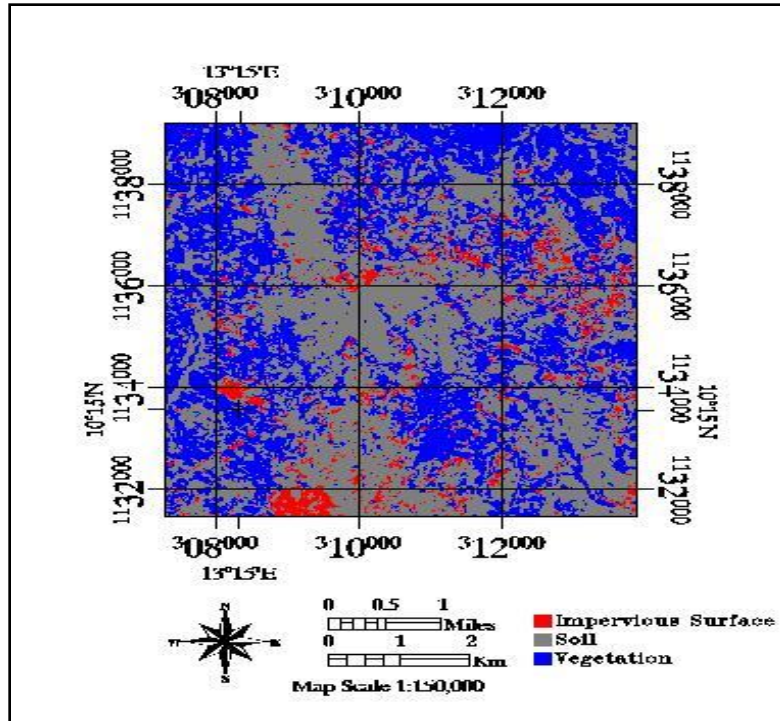 13°15'E
308000 310000 312000
1138000 1138000
1136000 1136000
1134000 1134000
10°15'N 10°15'N
1132000 1132000
308000 310000 312000
13°15'E
N
W E
S
0 0.5 1
Miles
0 1 2
Km
Map Scale 1:150,000
Impervious Surface
Soil
Vegetation